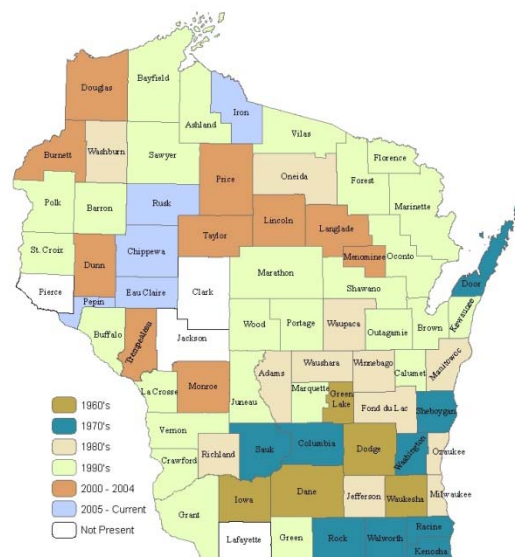 Douglas
Bayfield
Iron
Ashland
Vilas
Burnett
Washburn
Sawyer
Price
Oneida
Florence
Forest
Marinette
Polk
Barron
Rusk
Lincoln
Langlade
Taylor
Menominee
Oconto
St. Croix
Dunn
Chippewa
Marathon
Door
Pierce
Pepin
Eau Claire
Clark
Shawano
Kewaunee
Buffalo
Trempealeau
Jackson
Wood
Portage
Waupaca
Outagamie
Brown
Adams
Waushara
Winnebago
Calumet
Manitowoc
La Crosse
Monroe
Juneau
Marquette
Green
Lake
Fond du Lac
Sheboygan
1960's
1970's
1980's
1990's
2000 - 2004
2005 - Current
Not Present
Vernon
Crawford
Richland
Sauk
Columbia
Dodge
Washington
Ozaukee
Grant
Iowa
Dane
Jefferson
Waukesha
Milwaukee
Lafayette
Green
Rock
Walworth
Racine
Kenosha